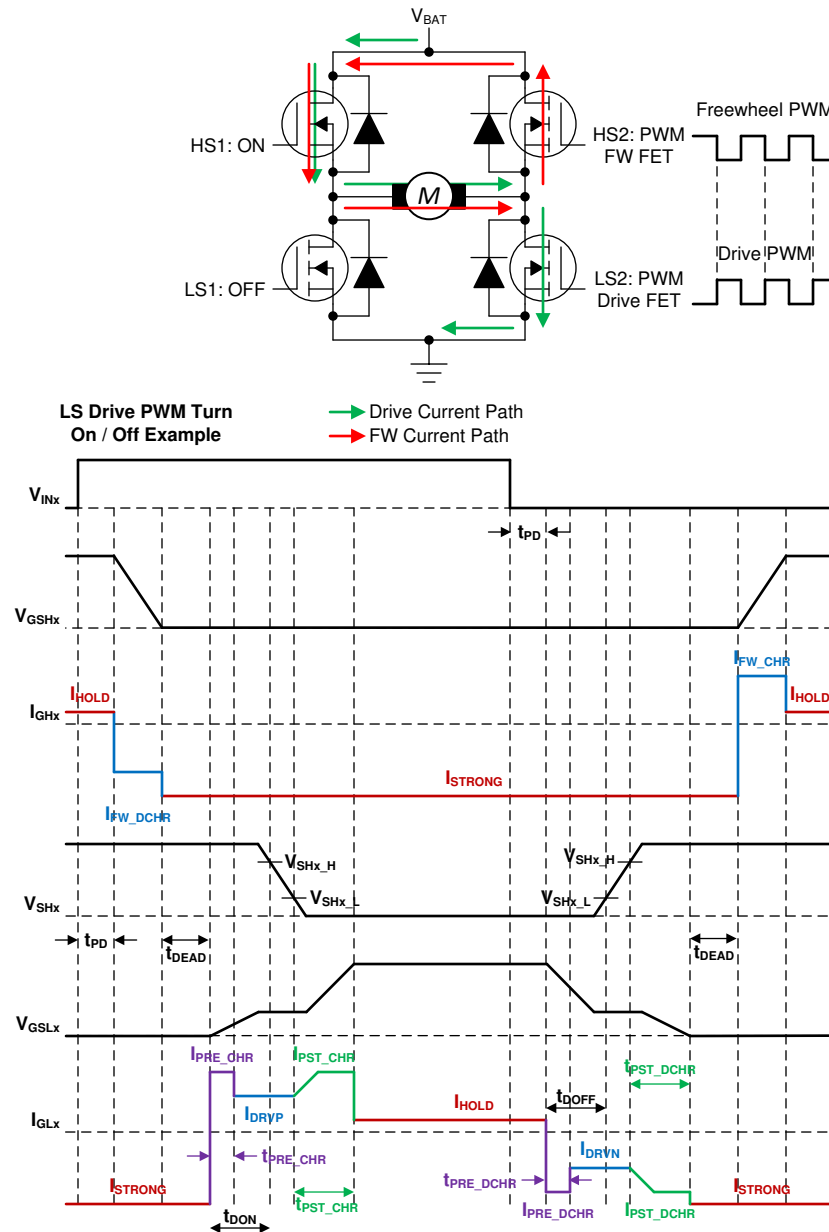 VBAT
Freewheel PWM
HS1: ON
HS2: PWM
FW FET
M
Drive PWM
LS1: OFF
LS2: PWM
Drive FET
LS Drive PWM Turn
On / Off Example
Drive Current Path
FW Current Path
VINx
tPD
VGSHx
IFW_CHR
IHOLD
IHOLD
IGHx
ISTRONG
IFW_DCHR
VSHx_H
VSHx_H
VSHx_L
VSHx_L
VSHx
tPD
tDEAD
tDEAD
VGSLx
IPRE_CHR
IPST_CHR
tPST_DCHR
IHOLD
tDOFF
IDRVP
IGLx
IDRVN
tPRE_CHR
tPRE_DCHR
ISTRONG
tPST_CHR
IPRE_DCHR
IPST_DCHR
ISTRONG
tDON